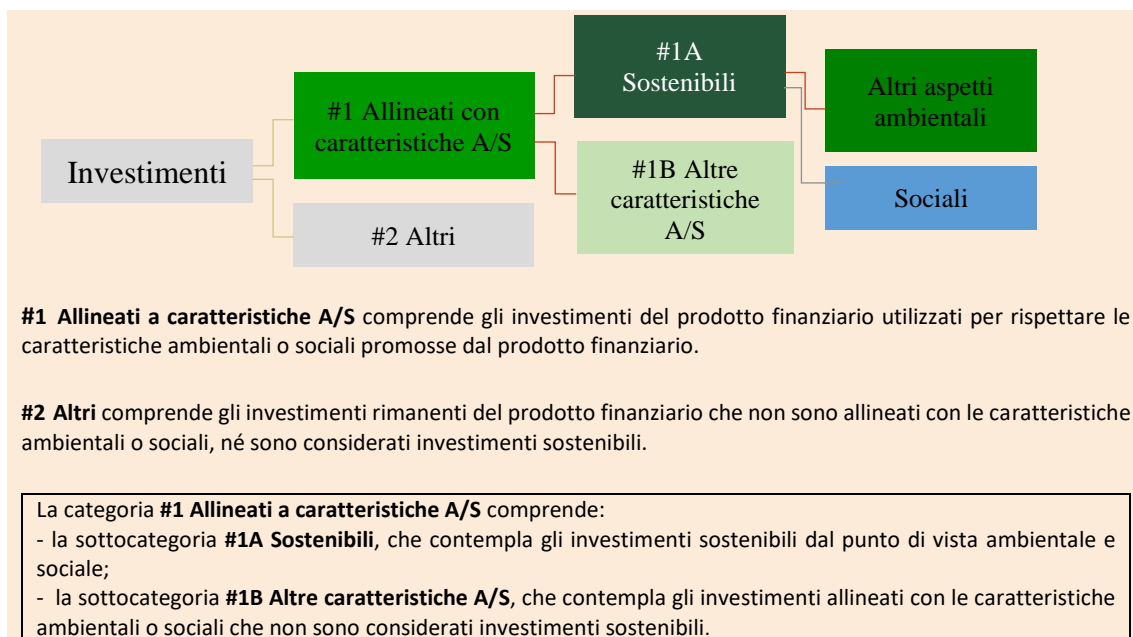 #1A
Sostenibili
Altri aspetti
ambientali
#1 Allineati con
caratteristiche A/S
Investimenti
#1B Altre
caratteristiche
A/S
Sociali
#2 Altri
#1 Allineati a caratteristiche A/S comprende gli investimenti del prodotto finanziario utilizzati per rispettare le
caratteristiche ambientali o sociali promosse dal prodotto finanziario.
#2 Altri comprende gli investimenti rimanenti del prodotto finanziario che non sono allineati con le caratteristiche
ambientali o sociali, né sono considerati investimenti sostenibili.
La categoria #1 Allineati a caratteristiche A/S comprende:
- la sottocategoria #1A Sostenibili, che contempla gli investimenti sostenibili dal punto di vista ambientale e
sociale;
- la sottocategoria #1B Altre caratteristiche A/S, che contempla gli investimenti allineati con le caratteristiche
ambientali o sociali che non sono considerati investimenti sostenibili.